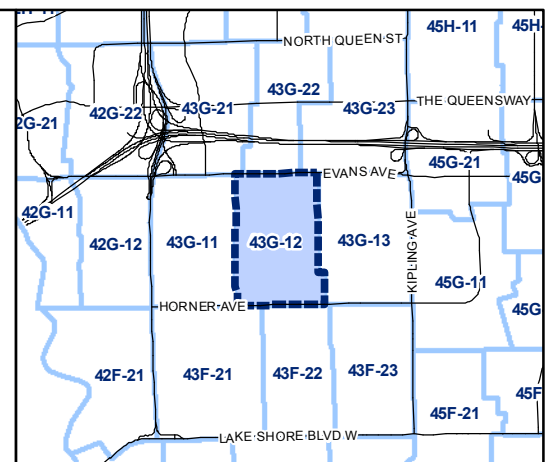 45H-11
45H-
NORTH QUEEN ST
43G-22
THE QUEENSWAY
42G-22
43G-21
43G-23
2G-21
45G-21
EVANS AVE
45G
42G-11
42G-12
43G-11
43G-12
43G-13
KIPLING AVE
45G-11
HORNER AVE
45G
42F-21
43F-21
43F-22
43F-23
45F
45F-21
LAKE SHORE BLVD W